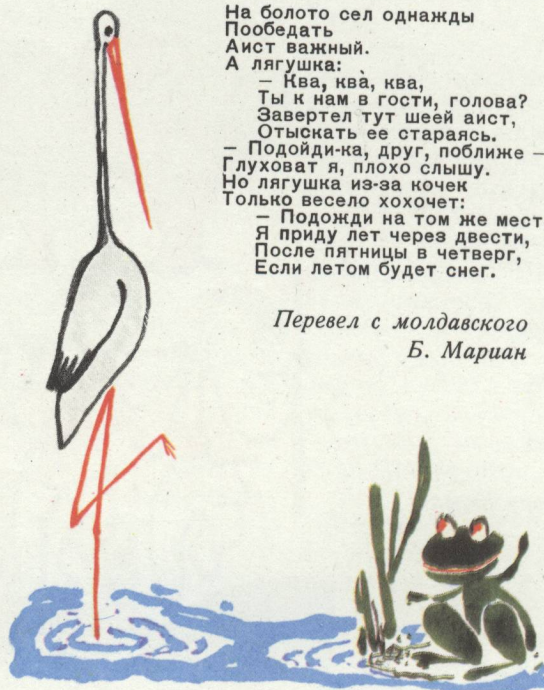 На болото сел однажды
Пообедать
Аист важный.
А лягушка:
— Ква, ква, ква,
Ты к нам в гости, голова?
Завертел тут шеей аист,
Отыскать ее стараясь.
— Подойди-ка, друг, поближе —
Глуховат я, плохо слышу.
Но лягушка из-за кочек
Только весело хохочет:
— Подожди на том же мест
Я приду лет через двести,
После пятницы в четверг,
Если летом будет снег.
Перевел с молдавского
Б. Мариан